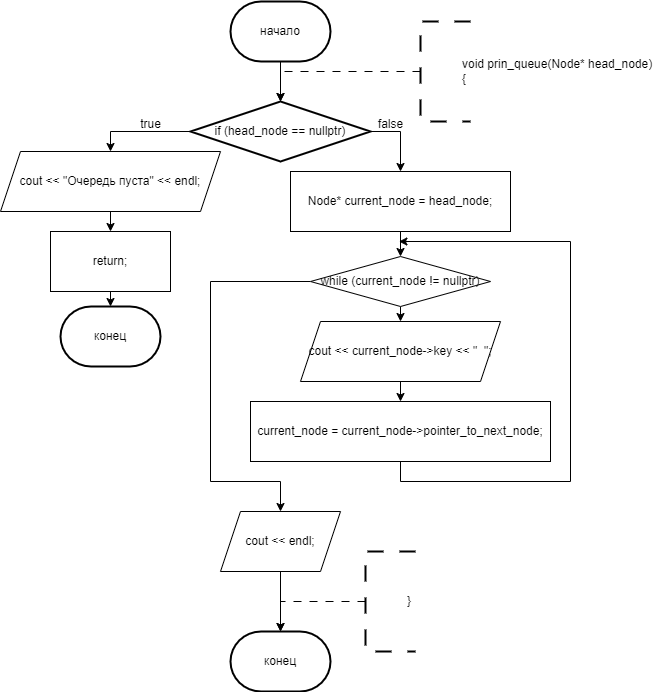 начало
void prin_queue(Node* head_node)
{
true
if (head_node == nullptr)
false
cout << "Очередь пуста" << endl;
Node* current_node = head_node;
return;
while (current_node != nullptr)
конец
cout << current_node->key << "  ";
current_node = current_node->pointer_to_next_node;
cout << endl;
}
конец